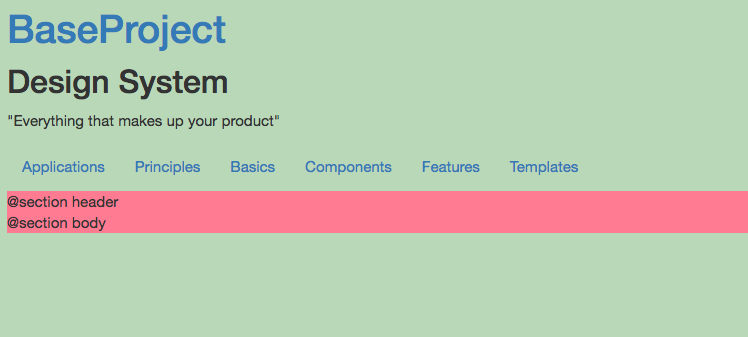 BaseProject
Design System
"Everything that makes up your product"
Applications Principles Basics Components Features Templates
@section header
@section body